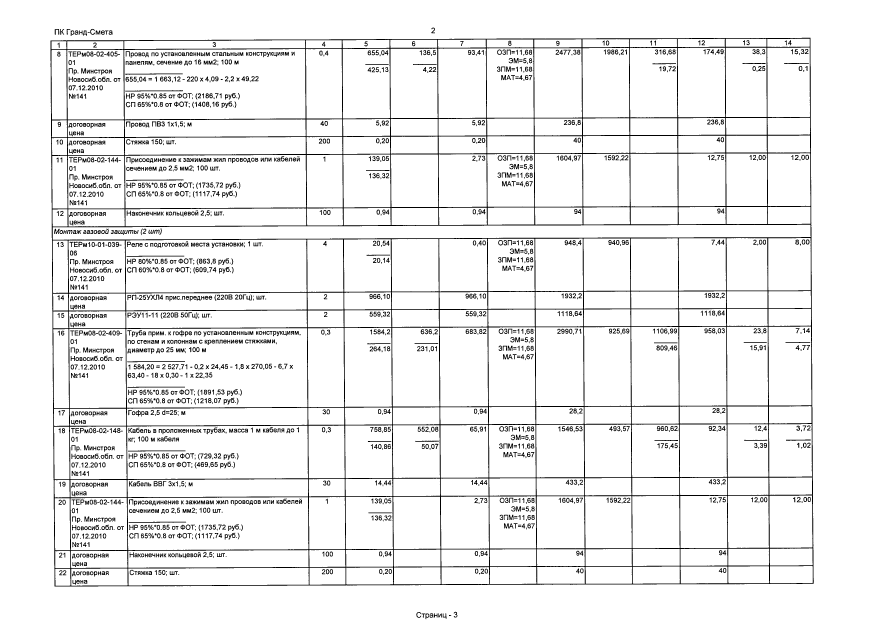 ПК Гранд-Смета 2
1 2 3 4 5 6 7 8 9 10 11 12 13 14
8 ТЕРм08-02-405- Провод по установленным стальным конструкциям и 0,4 655,04 136,5 93,41 ОЗП=11,68 2477,38 1986,21 316,68 174,49 38,3 15,32
01 панелям, сечение до 16 мм2; 100 м ЭМ=5,8
Пр. Минстроя 425,13 4,22 ЗПМ=11,68 19,72 0,25 0,1
Новосиб.обл. от 655,04 = 1 663,12 - 220 x 4,09 - 2,2 x 49,22 МАТ=4,67
07.12.2010
№141 НР 95%*0.85 от ФОТ; (2186,71 руб.)
СП 65%*0.8 от ФОТ; (1408,16 руб.)
9 договорная Провод ПВ3 1х1,5; м 40 5,92 5,92 236,8 236,8
цена
10 договорная Стяжка 150; шт. 200 0,20 0,20 40 40
цена
11 ТЕРм08-02-144- Присоединение к зажимам жил проводов или кабелей 1 139,05 2,73 ОЗП=11,68 1604,97 1592,22 12,75 12,00 12,00
01 сечением до 2,5 мм2; 100 шт. ЭМ=5,8
Пр. Минстроя 136,32 ЗПМ=11,68
Новосиб.обл. от НР 95%*0.85 от ФОТ; (1735,72 руб.) МАТ=4,67
07.12.2010 СП 65%*0.8 от ФОТ; (1117,74 руб.)
№141
12 договорная Наконечник кольцевой 2,5; шт. 100 0,94 0,94 94 94
цена
Монтаж газовой защиты (2 шт)
13 ТЕРм10-01-039- Реле с подготовкой места установки; 1 шт. 4 20,54 0,40 ОЗП=11,68 948,4 940,96 7,44 2,00 8,00
06 ЭМ=5,8
Пр. Минстроя НР 80%*0.85 от ФОТ; (863,8 руб.) 20,14 ЗПМ=11,68
Новосиб.обл. от СП 60%*0.8 от ФОТ; (609,74 руб.) МАТ=4,67
07.12.2010
№141
14 договорная РП-25УХЛ4 прис.переднее (220В 20Гц); шт. 2 966,10 966,10 1932,2 1932,2
цена
15 договорная РЭУ11-11 (220В 50Гц); шт. 2 559,32 559,32 1118,64 1118,64
цена
16 ТЕРм08-02-409- Труба прим. к гофре по установленным конструкциям, 0,3 1584,2 636,2 683,82 ОЗП=11,68 2990,71 925,69 1106,99 958,03 23,8 7,14
01 по стенам и колоннам с креплением стяжками, ЭМ=5,8
Пр. Минстроя диаметр до 25 мм; 100 м 264,18 231,01 ЗПМ=11,68 809,46 15,91 4,77
Новосиб.обл. от МАТ=4,67
07.12.2010 1 584,20 = 2 527,71 - 0,2 x 24,45 - 1,8 x 270,05 - 6,7 x
№141 63,40 - 18 x 0,30 - 1 x 22,35
НР 95%*0.85 от ФОТ; (1891,53 руб.)
СП 65%*0.8 от ФОТ; (1218,07 руб.)
17 договорная Гофра 2,5 d=25; м 30 0,94 0,94 28,2 28,2
цена
18 ТЕРм08-02-148- Кабель в проложенных трубах, масса 1 м кабеля до 1 0,3 758,85 552,08 65,91 ОЗП=11,68 1546,53 493,57 960,62 92,34 12,4 3,72
01 кг; 100 м кабеля ЭМ=5,8
Пр. Минстроя 140,86 50,07 ЗПМ=11,68 175,45 3,39 1,02
Новосиб.обл. от НР 95%*0.85 от ФОТ; (729,32 руб.) МАТ=4,67
07.12.2010 СП 65%*0.8 от ФОТ; (469,65 руб.)
№141
19 договорная Кабель ВВГ 3х1,5; м 30 14,44 14,44 433,2 433,2
цена
20 ТЕРм08-02-144- Присоединение к зажимам жил проводов или кабелей 1 139,05 2,73 ОЗП=11,68 1604,97 1592,22 12,75 12,00 12,00
01 сечением до 2,5 мм2; 100 шт. ЭМ=5,8
Пр. Минстроя 136,32 ЗПМ=11,68
Новосиб.обл. от НР 95%*0.85 от ФОТ; (1735,72 руб.) МАТ=4,67
07.12.2010 СП 65%*0.8 от ФОТ; (1117,74 руб.)
№141
21 договорная Наконечник кольцевой 2,5; шт. 100 0,94 0,94 94 94
цена
22 договорная Стяжка 150; шт. 200 0,20 0,20 40 40
цена
Страниц - 3